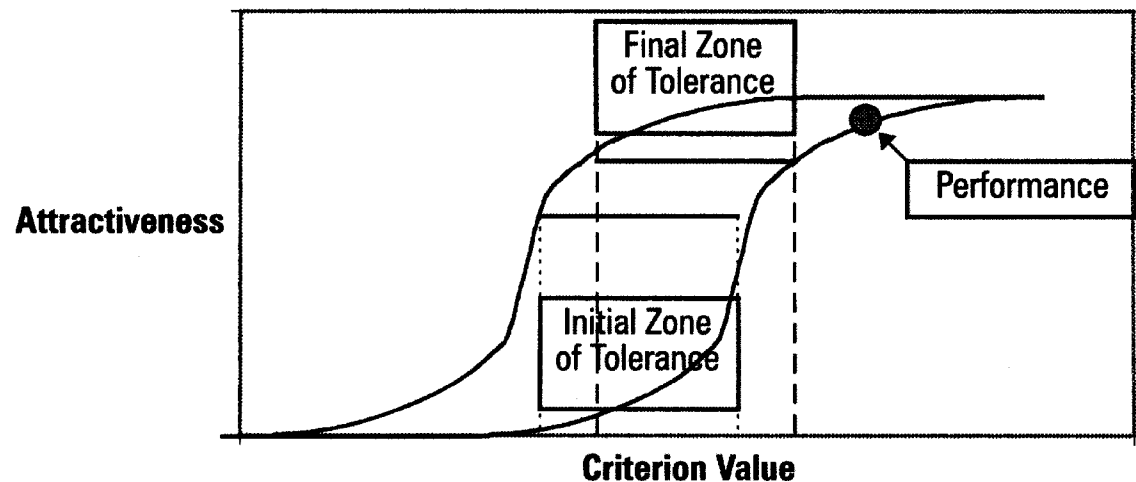 Final Zone
of Tolerance
Performance
Attractiveness
Initial Zone
of Tolerance
Criterion Value